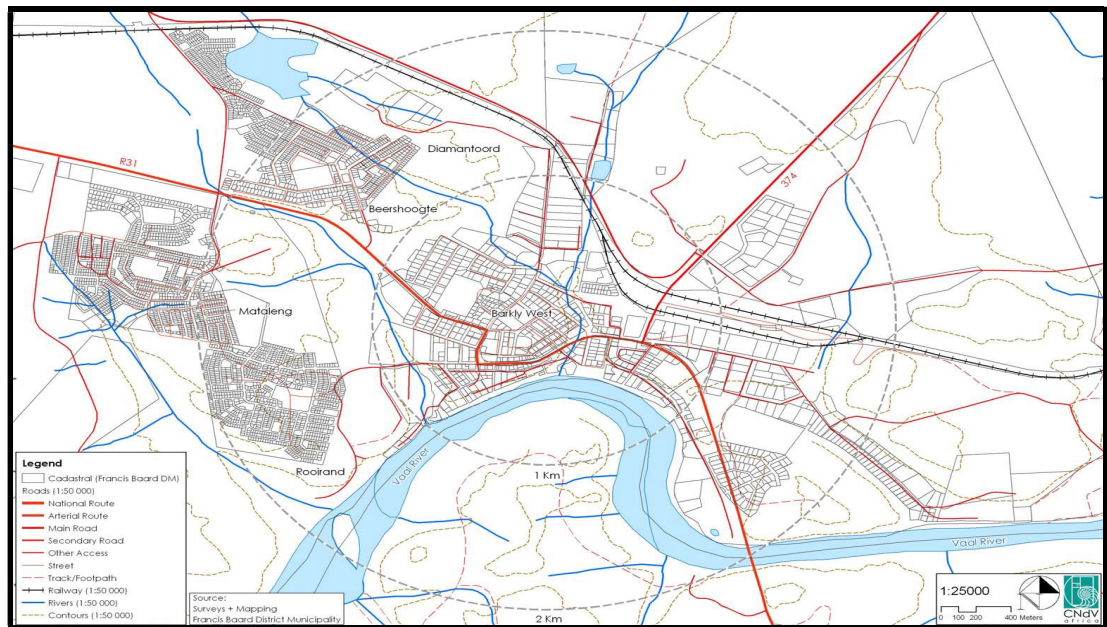 R31
Diamantoord
374
Beershoogte
Mataleng
Barkly West
Rooirand
Vaal River
1 Km
Vaal River
2 Km
Legend
Cadastral (Francis Baard DM)
Roads (1:50 000)
National Route
Arterial Route
Main Road
Secondary Road
Other Access
Street
Track/Footpath
Railway (1:50 000)
Rivers (1:50 000)
Contours (1:50 000)
Source:
Surveys + Mapping
Francis Baard District Municipality
1:25000
0 100 200 400 Meters
CNdV
africa